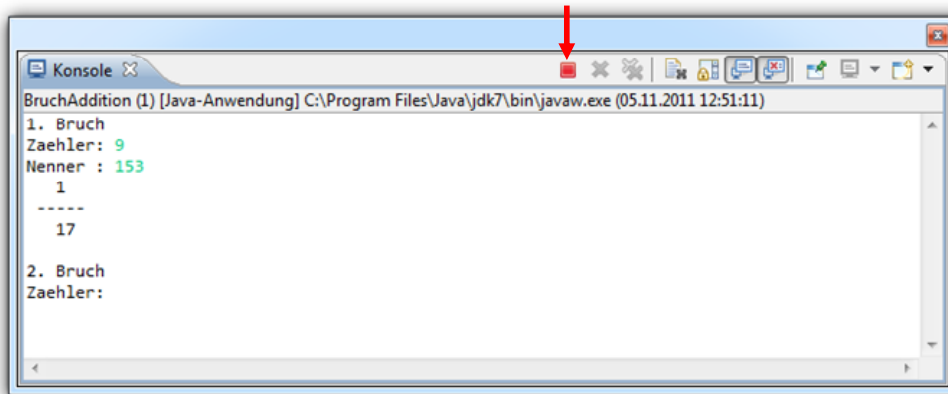 Konsole
BruchAddition (1) [Java-Anwendung] C:\Program Files\Java\jdk7\bin\javaw.exe (05.11.2011 12:51:11)
1. Bruch
Zaehler: 9
Nenner : 153
1
-----
17
2. Bruch
Zaehler: